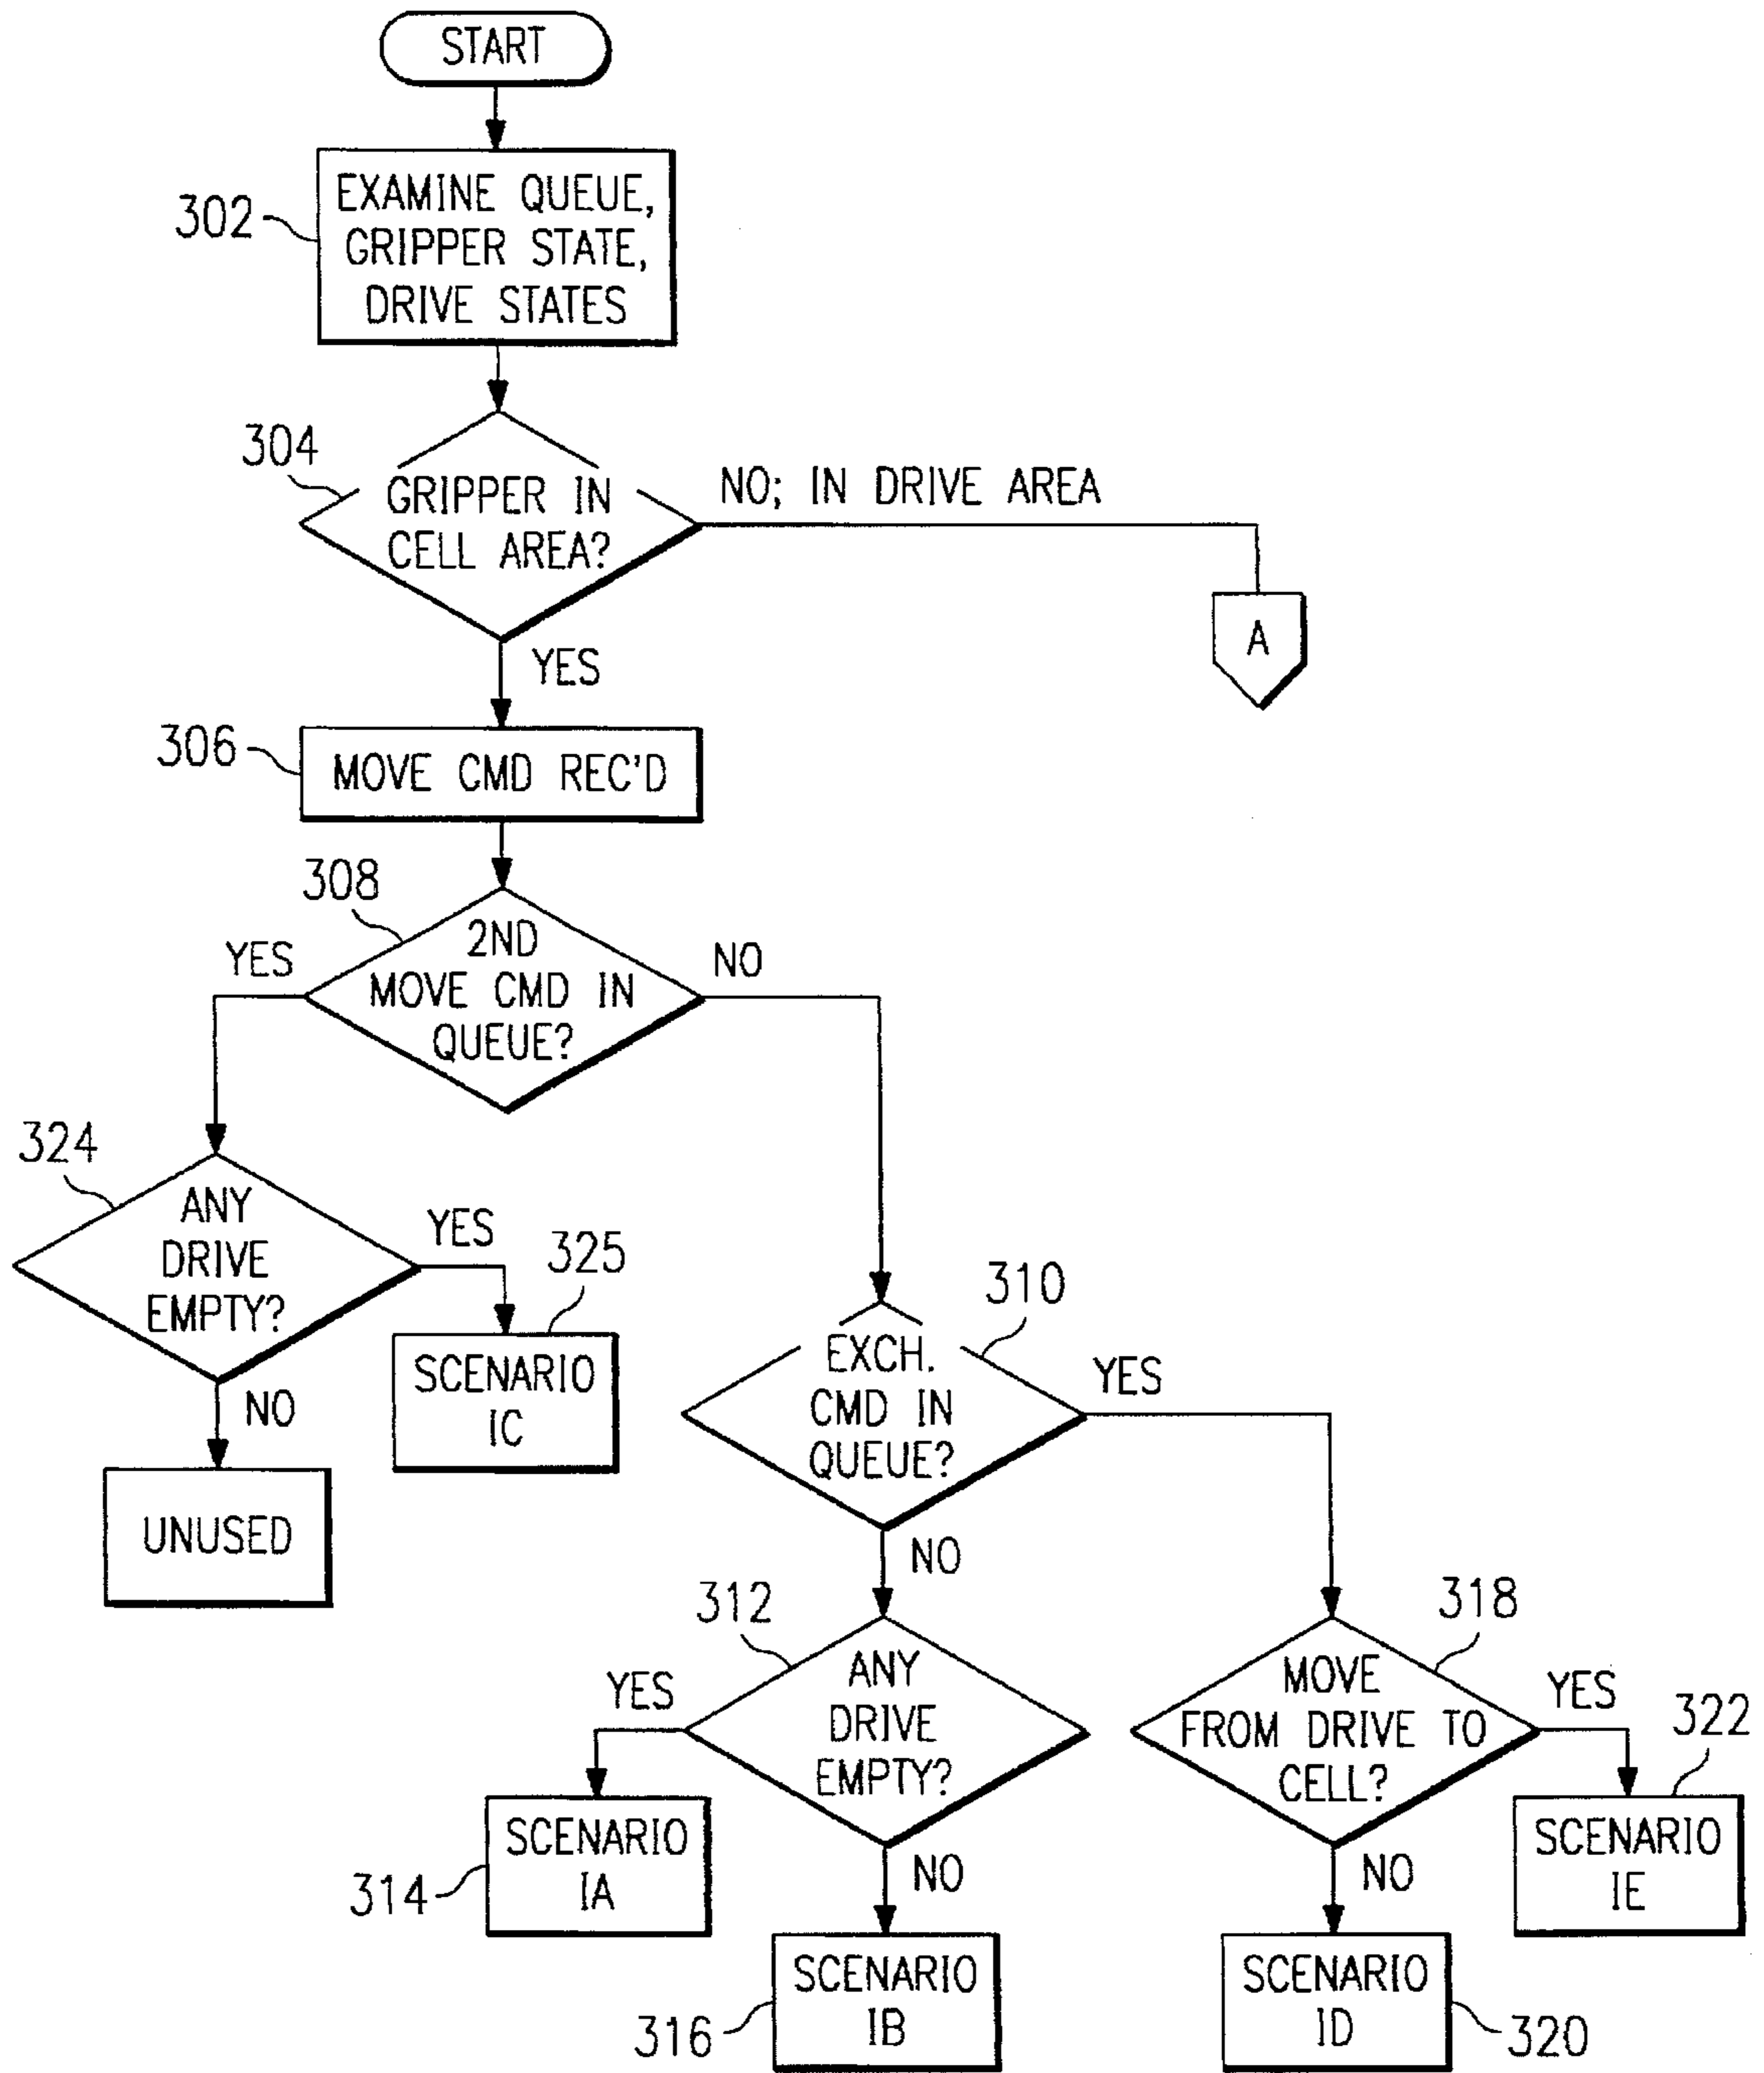 START
302
EXAMINE QUEUE,
GRIPPER STATE,
DRIVE STATES
304
GRIPPER IN
CELL AREA?
NO; IN DRIVE AREA
A
YES
306
MOVE CMD REC'D
308
2ND
MOVE CMD IN
QUEUE?
YES
NO
324
ANY
DRIVE
EMPTY?
YES
325
SCENARIO
IC
NO
UNUSED
310
EXCH.
CMD IN
QUEUE?
YES
NO
312
ANY
DRIVE
EMPTY?
YES
314
SCENARIO
IA
NO
316
SCENARIO
IB
318
MOVE
FROM DRIVE TO
CELL?
YES
322
SCENARIO
IE
NO
SCENARIO
ID
320